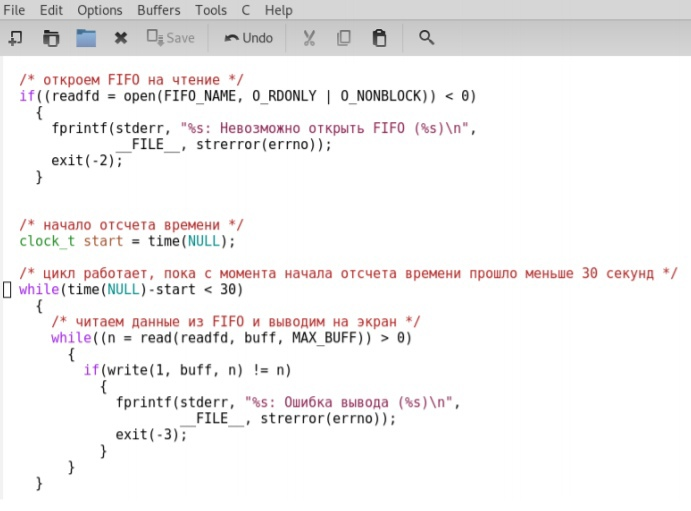 File Edit Options Buffers Tools C Help
Save Undo
/* откроем FIFO на чтение */
if((readfd = open(FIFO_NAME, O_RDONLY | O_NONBLOCK)) < 0)
{
fprintf(stderr, "%s: Невозможно открыть FIFO (%s)\n",
__FILE__, strerror(errno));
exit(-2);
}
/* начало отсчета времени */
clock_t start = time(NULL);
/* цикл работает, пока с момента начала отсчета времени прошло меньше 30 секунд */
while(time(NULL)-start < 30)
{
/* читаем данные из FIFO и выводим на экран */
while((n = read(readfd, buff, MAX_BUFF)) > 0)
{
if(write(1, buff, n) != n)
{
fprintf(stderr, "%s: Ошибка вывода (%s)\n",
__FILE__, strerror(errno));
exit(-3);
}
}
}